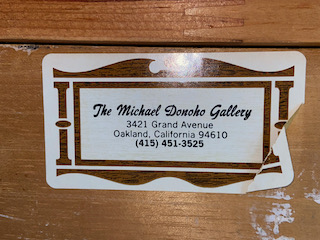 The Michael Donoho Gallery
3421 Grand Avenue
Oakland, California 94610
(415) 451-3525